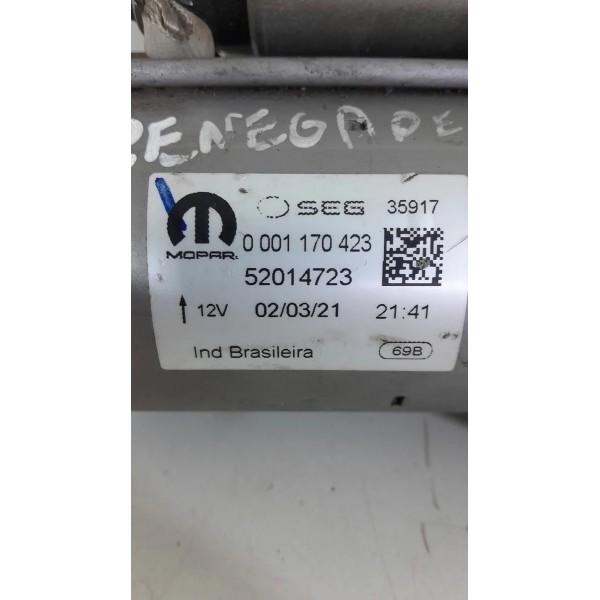 RENEGADE
SEG 35917
MOPAR 0 001 170 423
52014723
12V 02/03/21 21:41
Ind Brasileira 69B